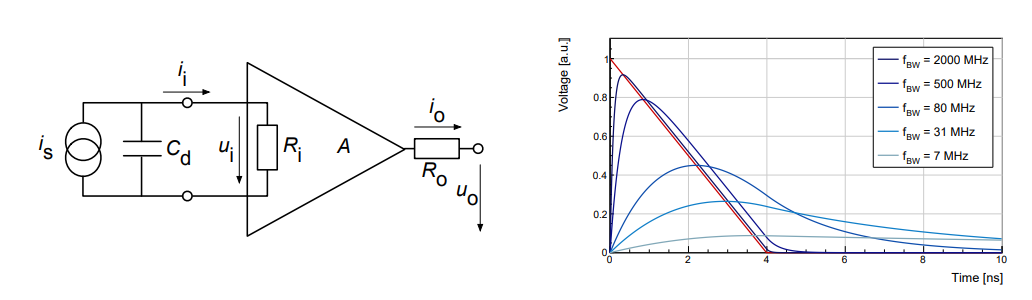 i_i
i_s
C_d
u_i
R_i
A
i_o
R_o
u_o
Voltage [a.u.]
1
0.8
0.6
0.4
0.2
0
0 2 4 6 8 10
Time [ns]
f_BW = 2000 MHz
f_BW = 500 MHz
f_BW = 80 MHz
f_BW = 31 MHz
f_BW = 7 MHz